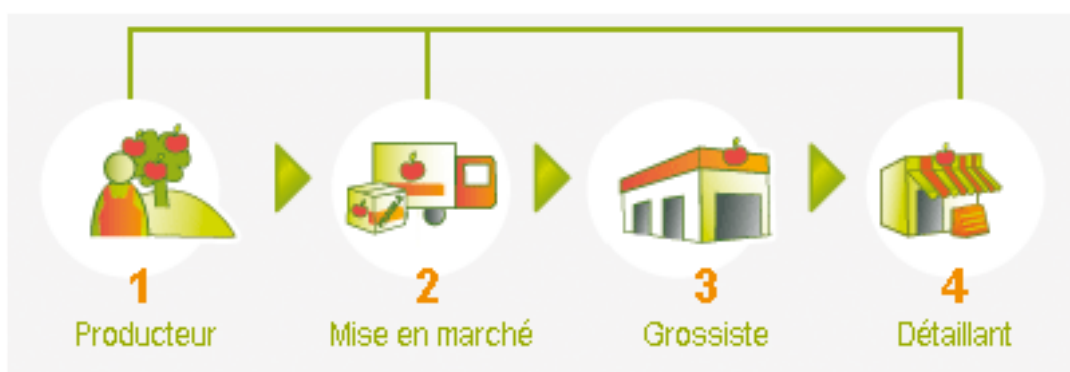 1
Producteur
2
Mise en marché
3
Grossiste
4
Détaillant